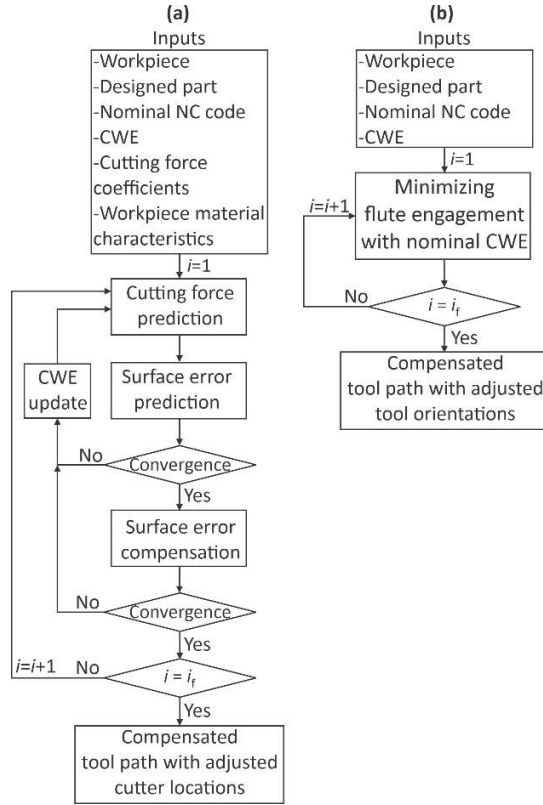 (a)
Inputs
-Workpiece
-Designed part
-Nominal NC code
-CWE
-Cutting force
coefficients
-Workpiece material
characteristics
i=1
Cutting force
prediction
CWE
update
Surface error
prediction
No
Convergence
Yes
Surface error
compensation
No
Convergence
Yes
i=i+1
No
i = if
Yes
Compensated
tool path with adjusted
cutter locations
(b)
Inputs
-Workpiece
-Designed part
-Nominal NC code
-CWE
i=1
i=i+1
Minimizing
flute engagement
with nominal CWE
No
i = if
Yes
Compensated
tool path with adjusted
tool orientations